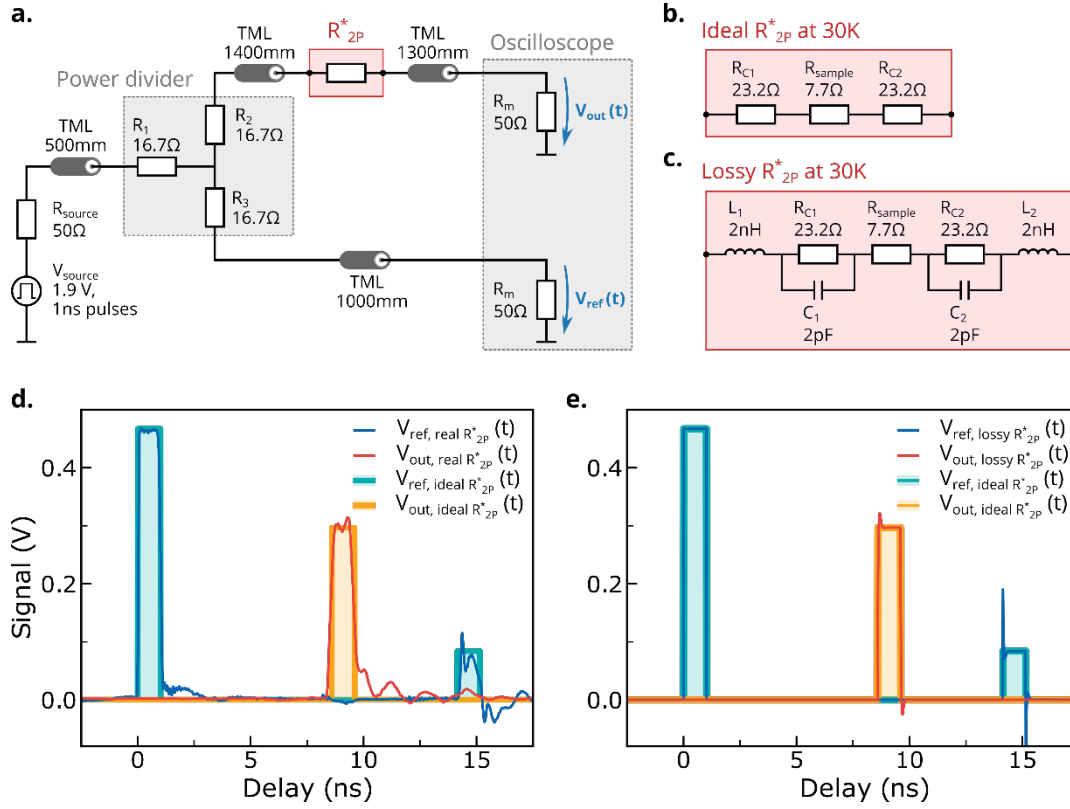 a.
TML
1400mm
R*2P
TML
1300mm
Oscilloscope
Power divider
TML
500mm
R1
16.7Ω
R2
16.7Ω
R3
16.7Ω
Rm
50Ω
Vout(t)
Rsource
50Ω
Vsource
1.9 V,
1ns pulses
TML
1000mm
Rm
50Ω
Vref(t)
b.
Ideal R*2P at 30K
RC1
23.2Ω
Rsample
7.7Ω
RC2
23.2Ω
c.
Lossy R*2P at 30K
L1
2nH
RC1
23.2Ω
Rsample
7.7Ω
RC2
23.2Ω
L2
2nH
C1
2pF
C2
2pF
d.
Vref, real R*2P (t)
Vout, real R*2P (t)
Vref, ideal R*2P (t)
Vout, ideal R*2P (t)
0.4
0.2
0.0
Signal (V)
0
5
10
15
Delay (ns)
e.
Vref, lossy R*2P (t)
Vout, lossy R*2P (t)
Vref, ideal R*2P (t)
Vout, ideal R*2P (t)
0.4
0.2
0.0
0
5
10
15
Delay (ns)